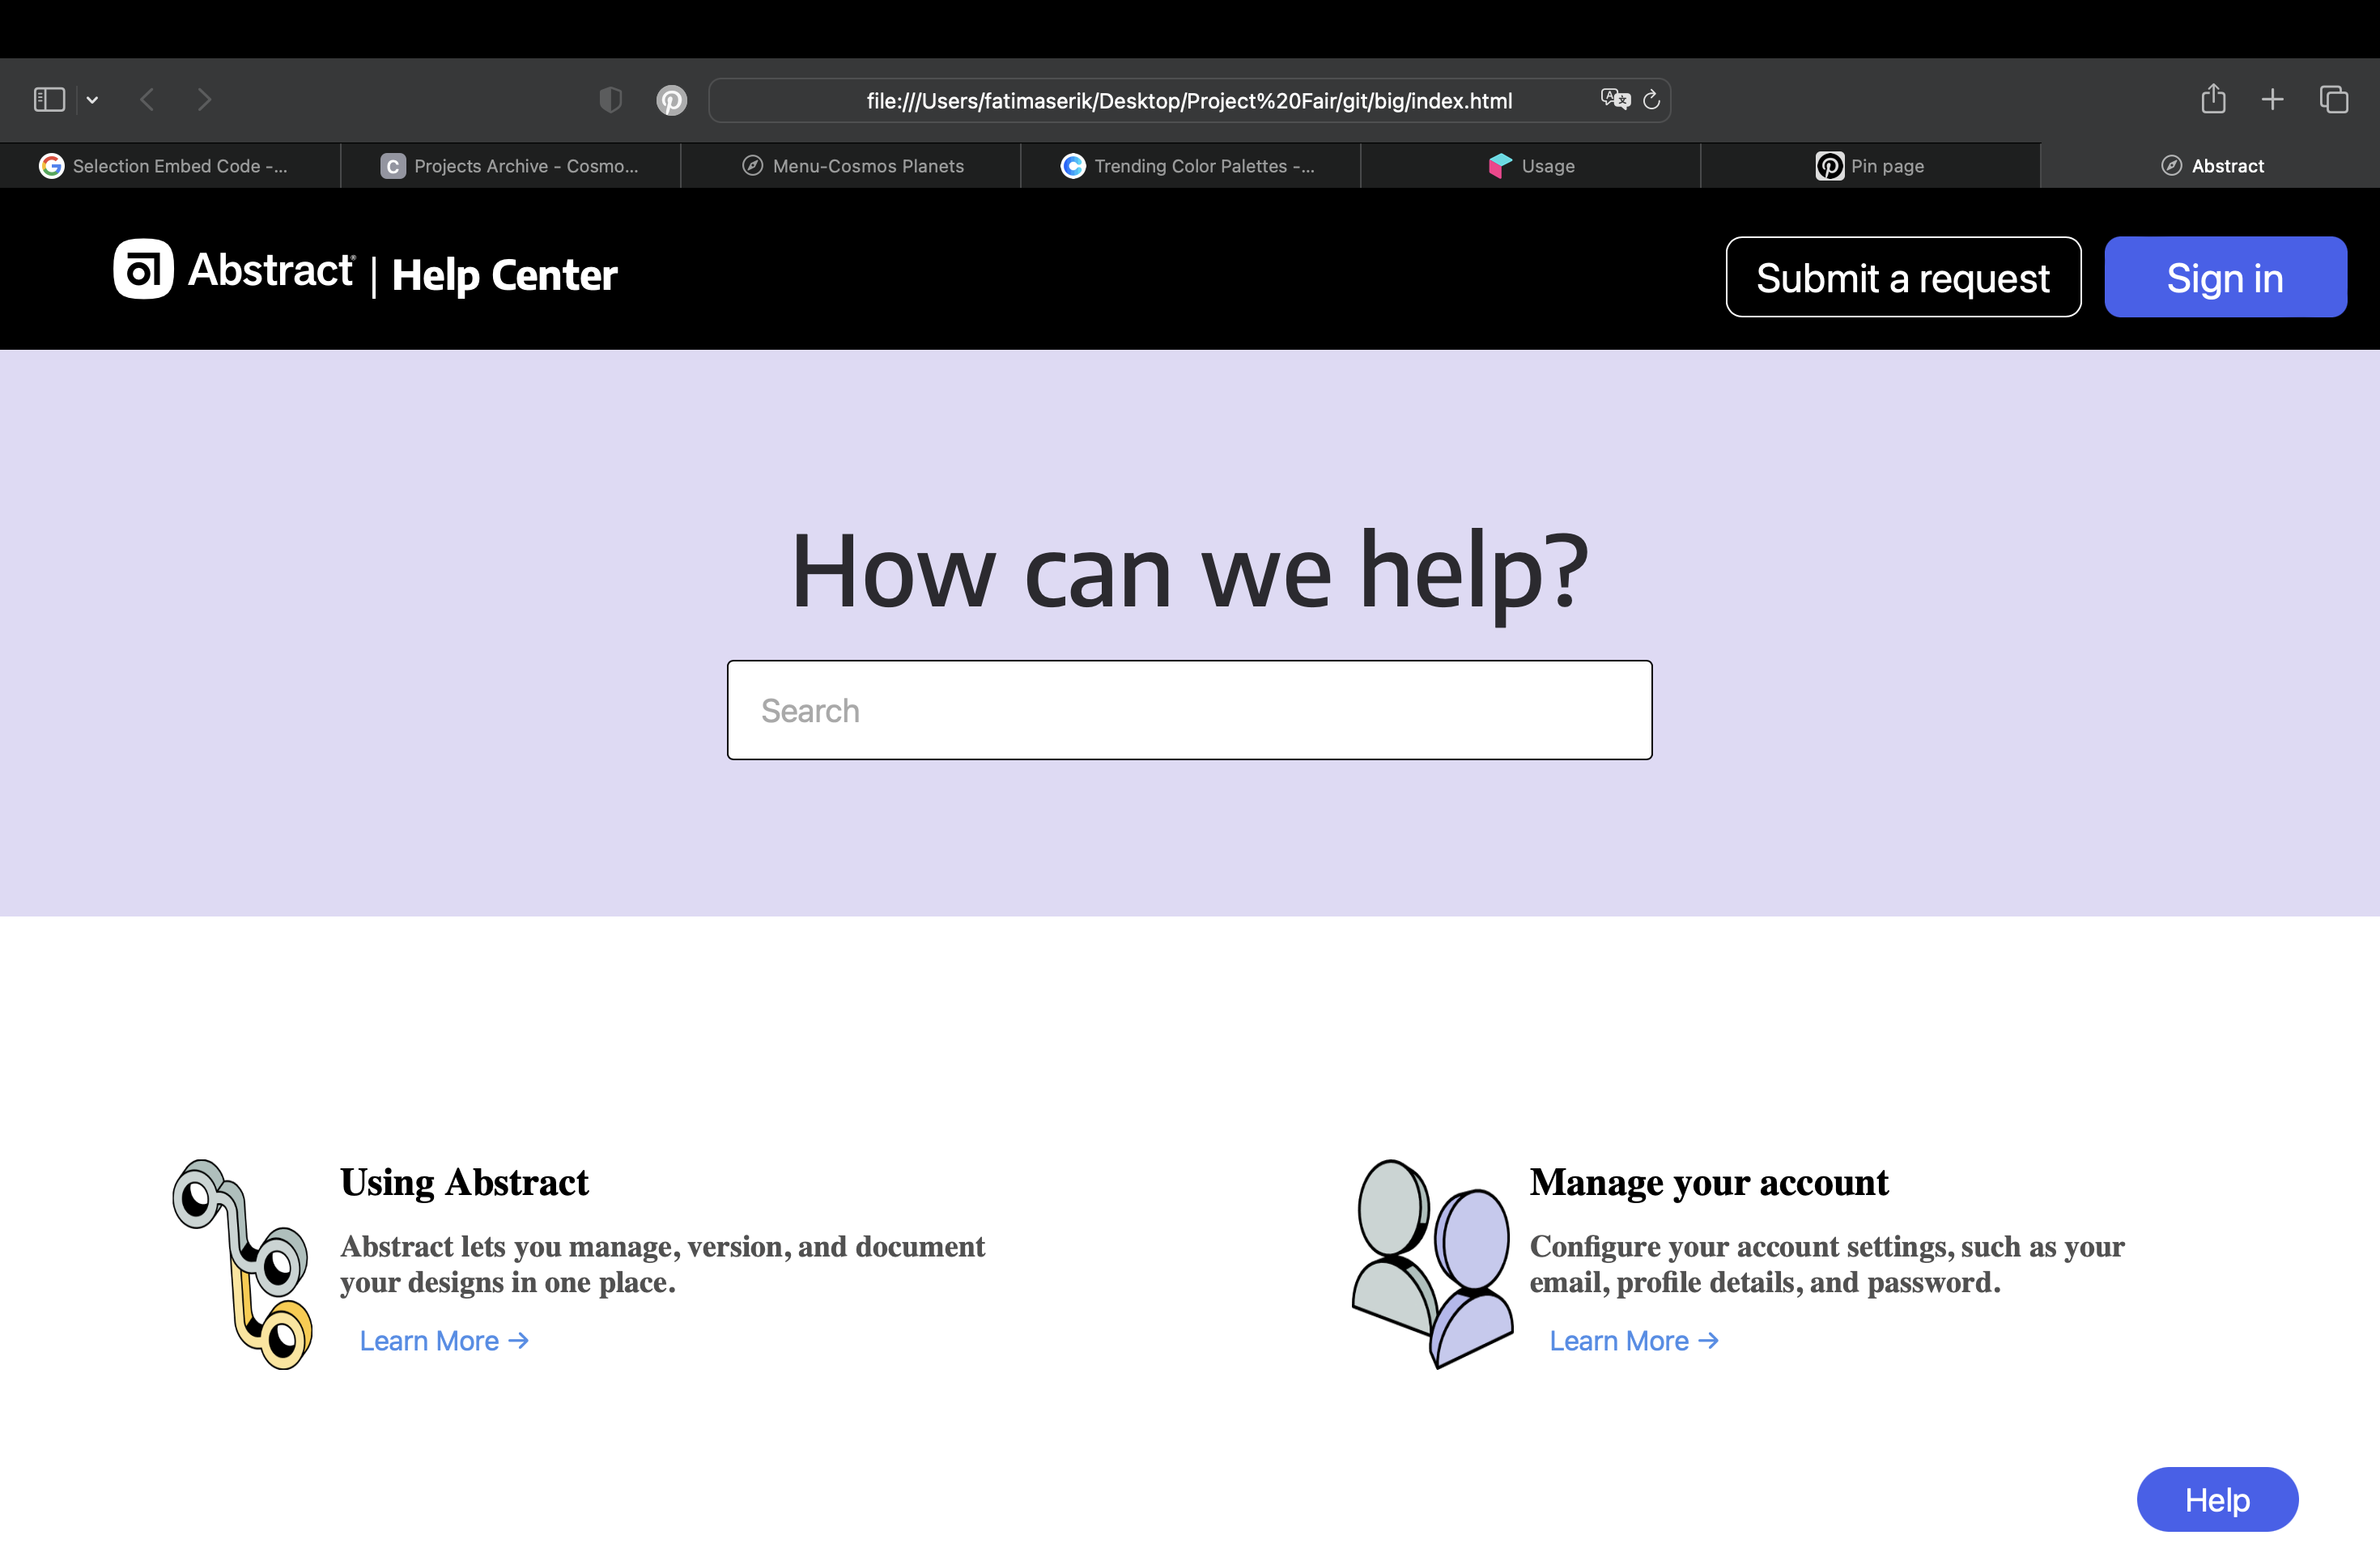 file:///Users/fatimaserik/Desktop/Project%20Fair/git/big/index.html
Selection Embed Code -...
C Projects Archive - Cosmo...
Menu-Cosmos Planets
Trending Color Palettes -...
Usage
Pin page
Abstract
Abstract | Help Center
Submit a request
Sign in
How can we help?
Search
Using Abstract
Abstract lets you manage, version, and document
your designs in one place.
Learn More →
Manage your account
Configure your account settings, such as your
email, profile details, and password.
Learn More →
Help